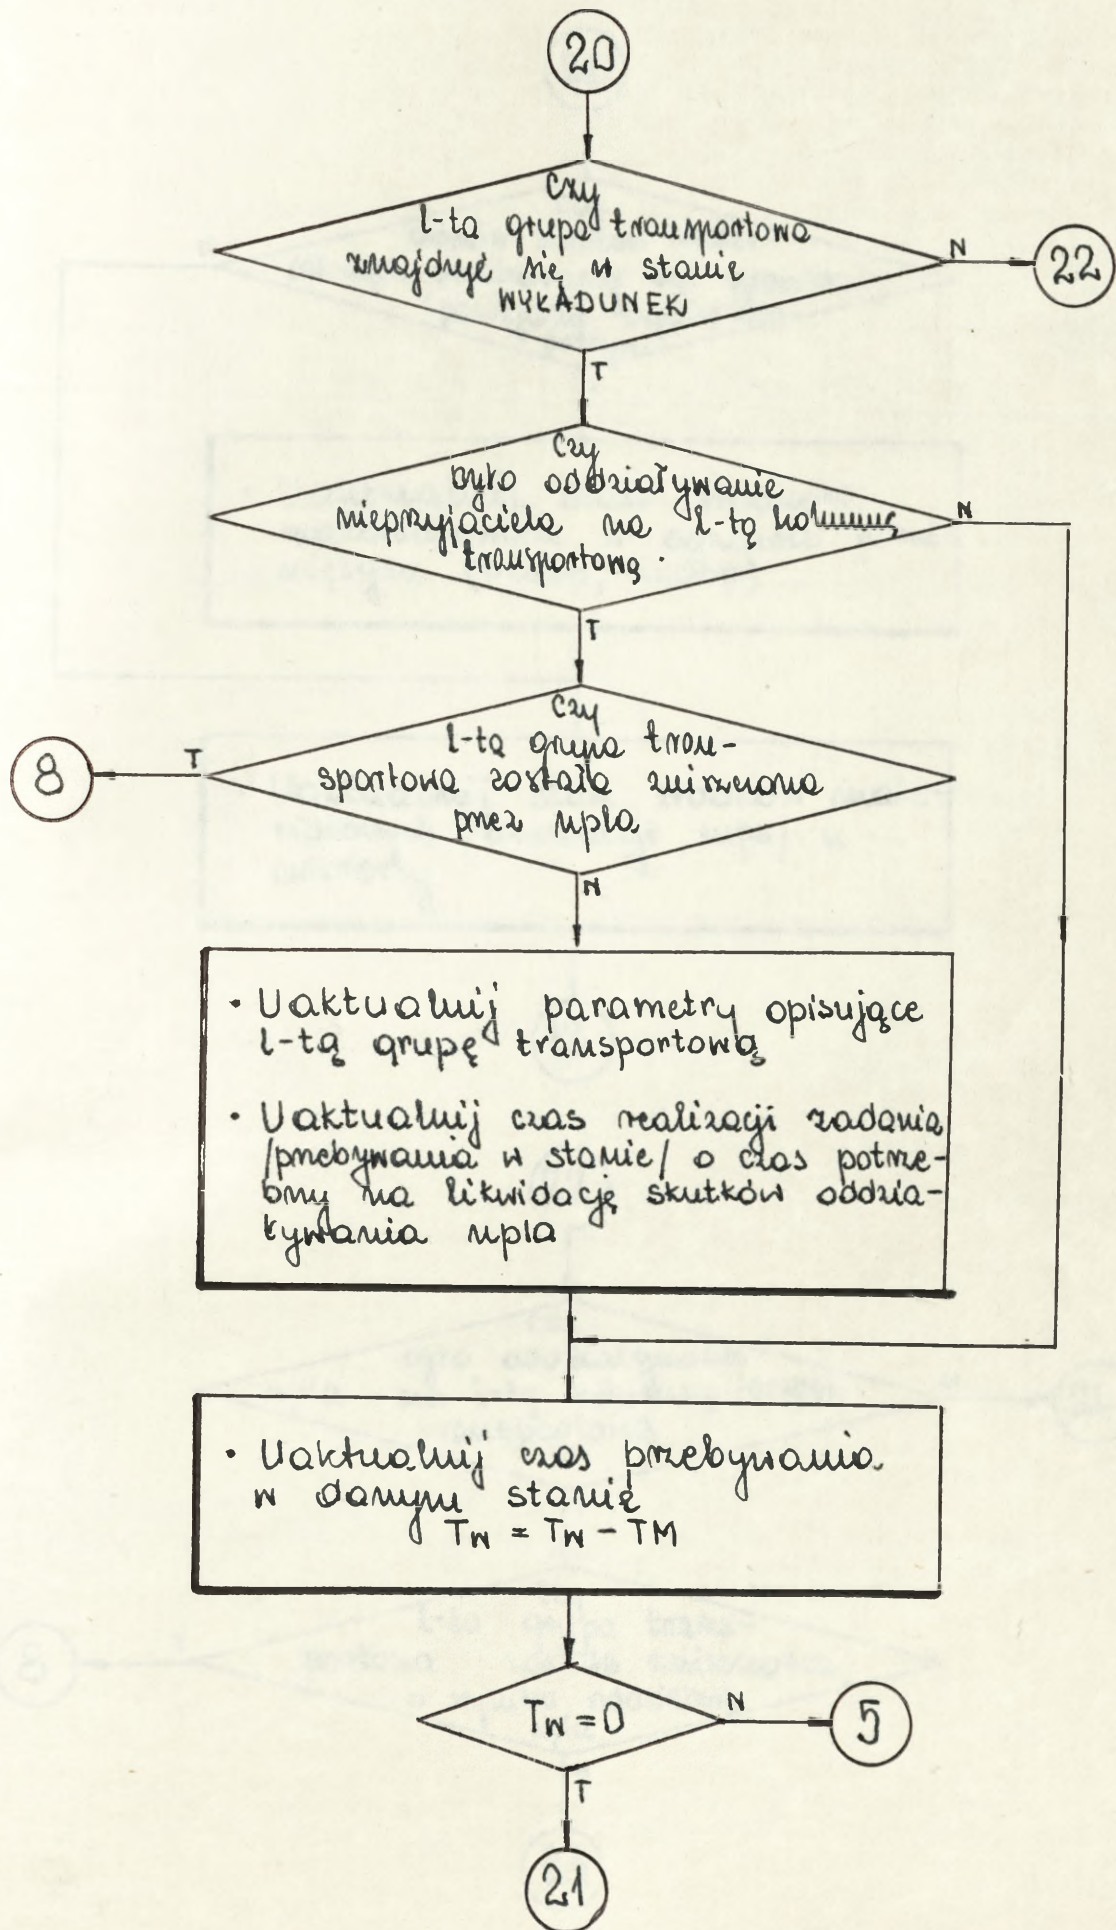 20
Czy
l-ta grupa transportowa
znajduje się w stanie
WYŁADUNEK
N
22
T
Czy
było oddziaływanie
nieprzyjaciela na l-tą kolumnę
transportową.
N
T
Czy
l-ta grupa tran-
sportowa została zniszczona
przez npla
T
8
N
• Uaktualnij parametry opisujące
l-tą grupę transportową
• Uaktualnij czas realizacji zadania
/przebywania w stanie/ o czas potrze-
bny na likwidację skutków oddzia-
ływania npla
• Uaktualnij czas przebywania
w danym stanie
Tw = Tw - TM
Tw = 0
N
5
T
21